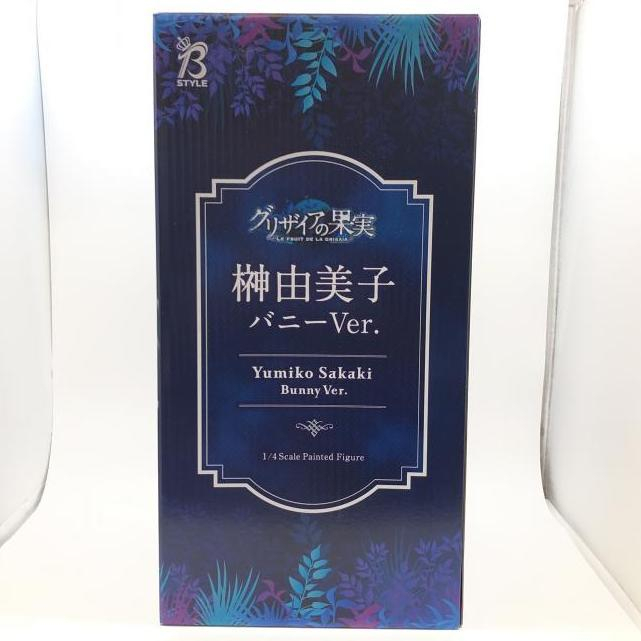 B
STYLE
グリザイアの果実
LE FRUIT DE LA GRISAIA
榊由美子
バニーVer.
Yumiko Sakaki
Bunny Ver.
1/4 Scale Painted Figure